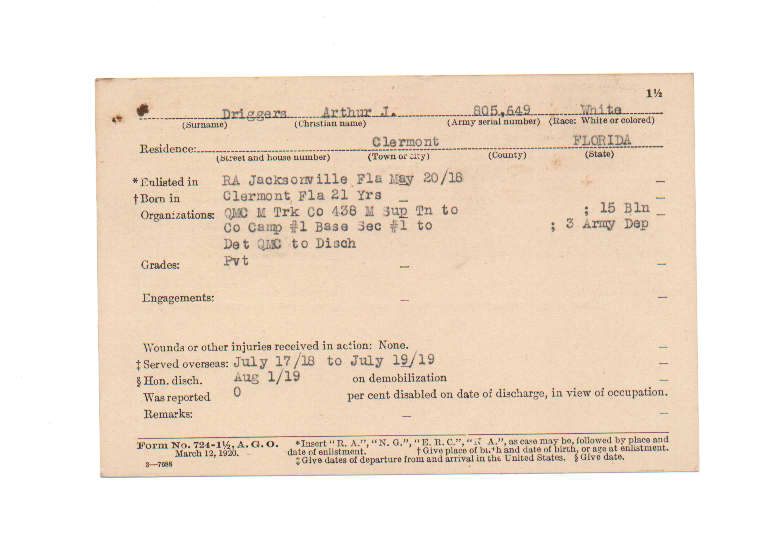 1½
Driggers Arthur J. 805,649 White
(Surname) (Christian name) (Army serial number) (Race: White or colored)
Residence: Clermont FLORIDA
(Street and house number) (Town or city) (County) (State)
*Enlisted in RA Jacksonville Fla May 20/18
†Born in Clermont Fla 21 Yrs
Organizations: QMC M Trk Co 438 M Sup Tn to ; 15 Bln
Co Camp #1 Base Sec #1 to ; 3 Army Dep
Det QMC to Disch
Grades: Pvt
Engagements:
Wounds or other injuries received in action: None.
‡Served overseas: July 17/18 to July 19/19
§Hon. disch. Aug 1/19 on demobilization
Was reported 0 per cent disabled on date of discharge, in view of occupation.
Remarks:
Form No. 724-1½, A. G. O. *Insert "R. A.", "N. G.", "E. R. C.", "N. A.", as case may be, followed by place and
March 12, 1920. date of enlistment. †Give place of birth and date of birth, or age at enlistment.
3—7688 ‡Give dates of departure from and arrival in the United States. §Give date.